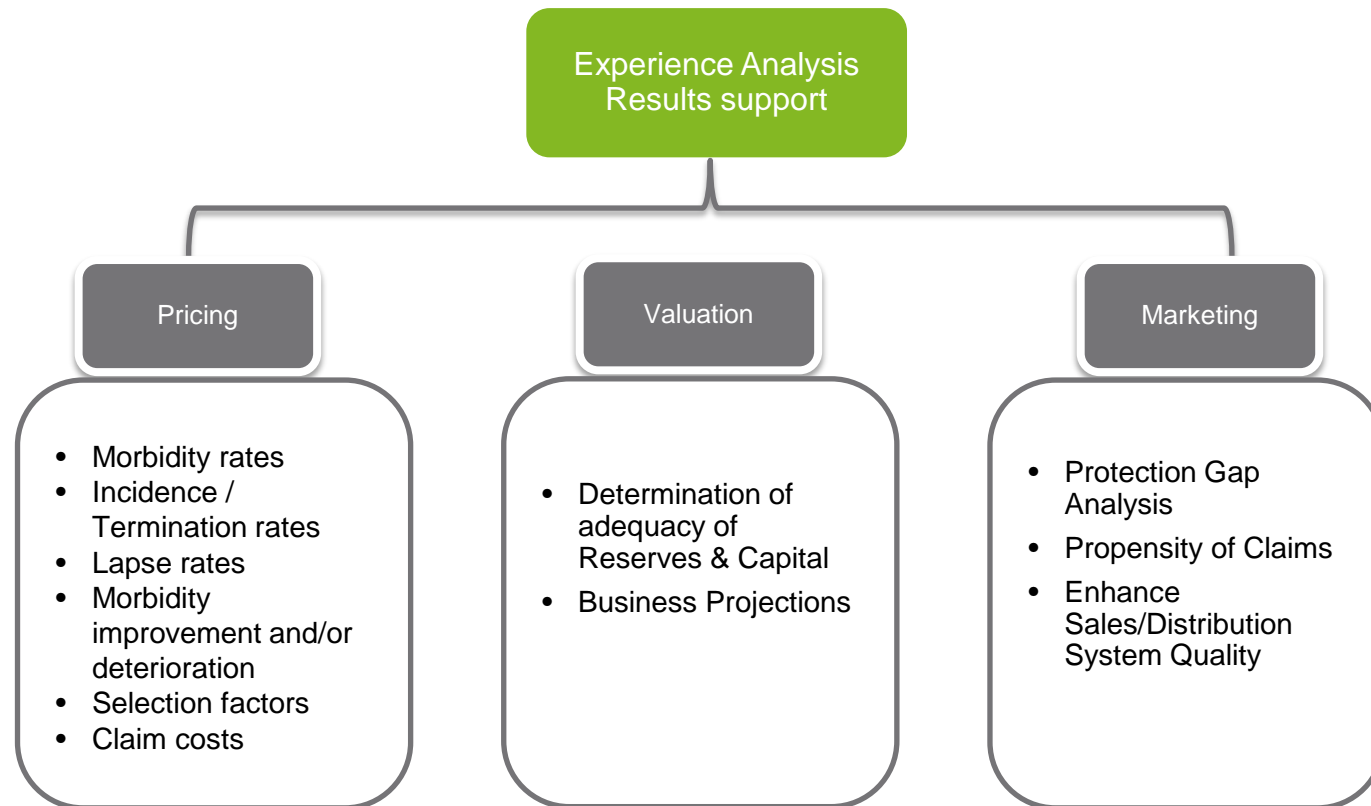 Experience Analysis
Results support
Pricing
Valuation
Marketing
• Morbidity rates
• Incidence /
Termination rates
• Lapse rates
• Morbidity
improvement and/or
deterioration
• Selection factors
• Claim costs
• Determination of
adequacy of
Reserves & Capital
• Business Projections
• Protection Gap
Analysis
• Propensity of Claims
• Enhance
Sales/Distribution
System Quality